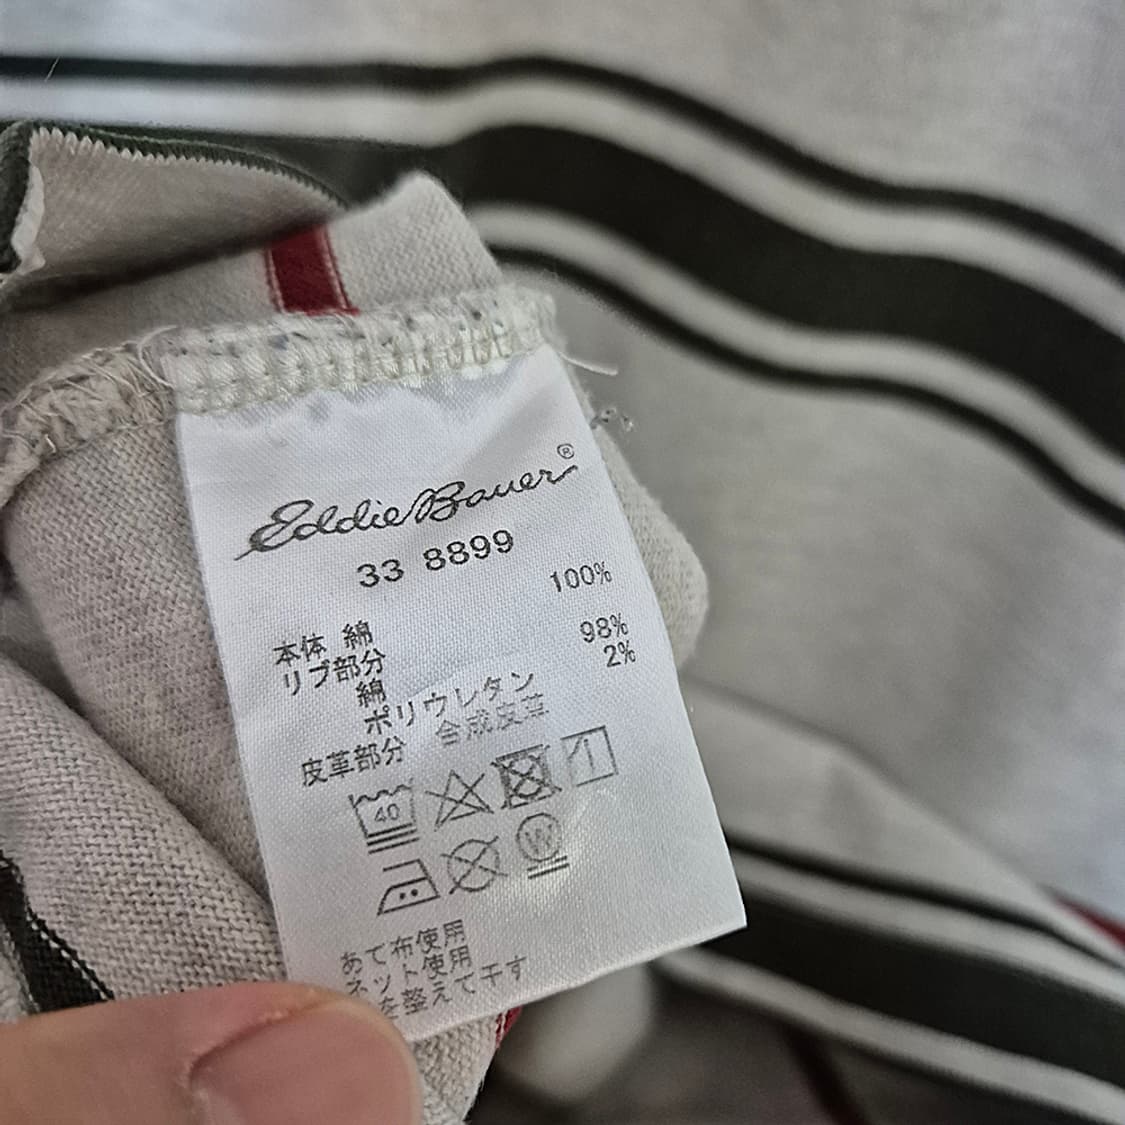 Eddie Bauer®
33 8899
本体 綿 100%
リブ部分
綿 98%
ポリウレタン 2%
皮革部分 合成皮革
40
W
あて布使用
ネット使用
を整えて干す